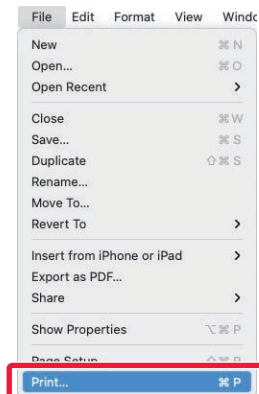 File Edit Format View Windo
New ⌘ N
Open... ⌘ O
Open Recent >
Close ⌘ W
Save... ⌘ S
Duplicate ⇧ ⌘ S
Rename...
Move To...
Revert To >
Insert from iPhone or iPad >
Export as PDF...
Share >
Show Properties ⌥ ⌘ P
Page Setup ⇧ ⌘ P
Print... ⌘ P